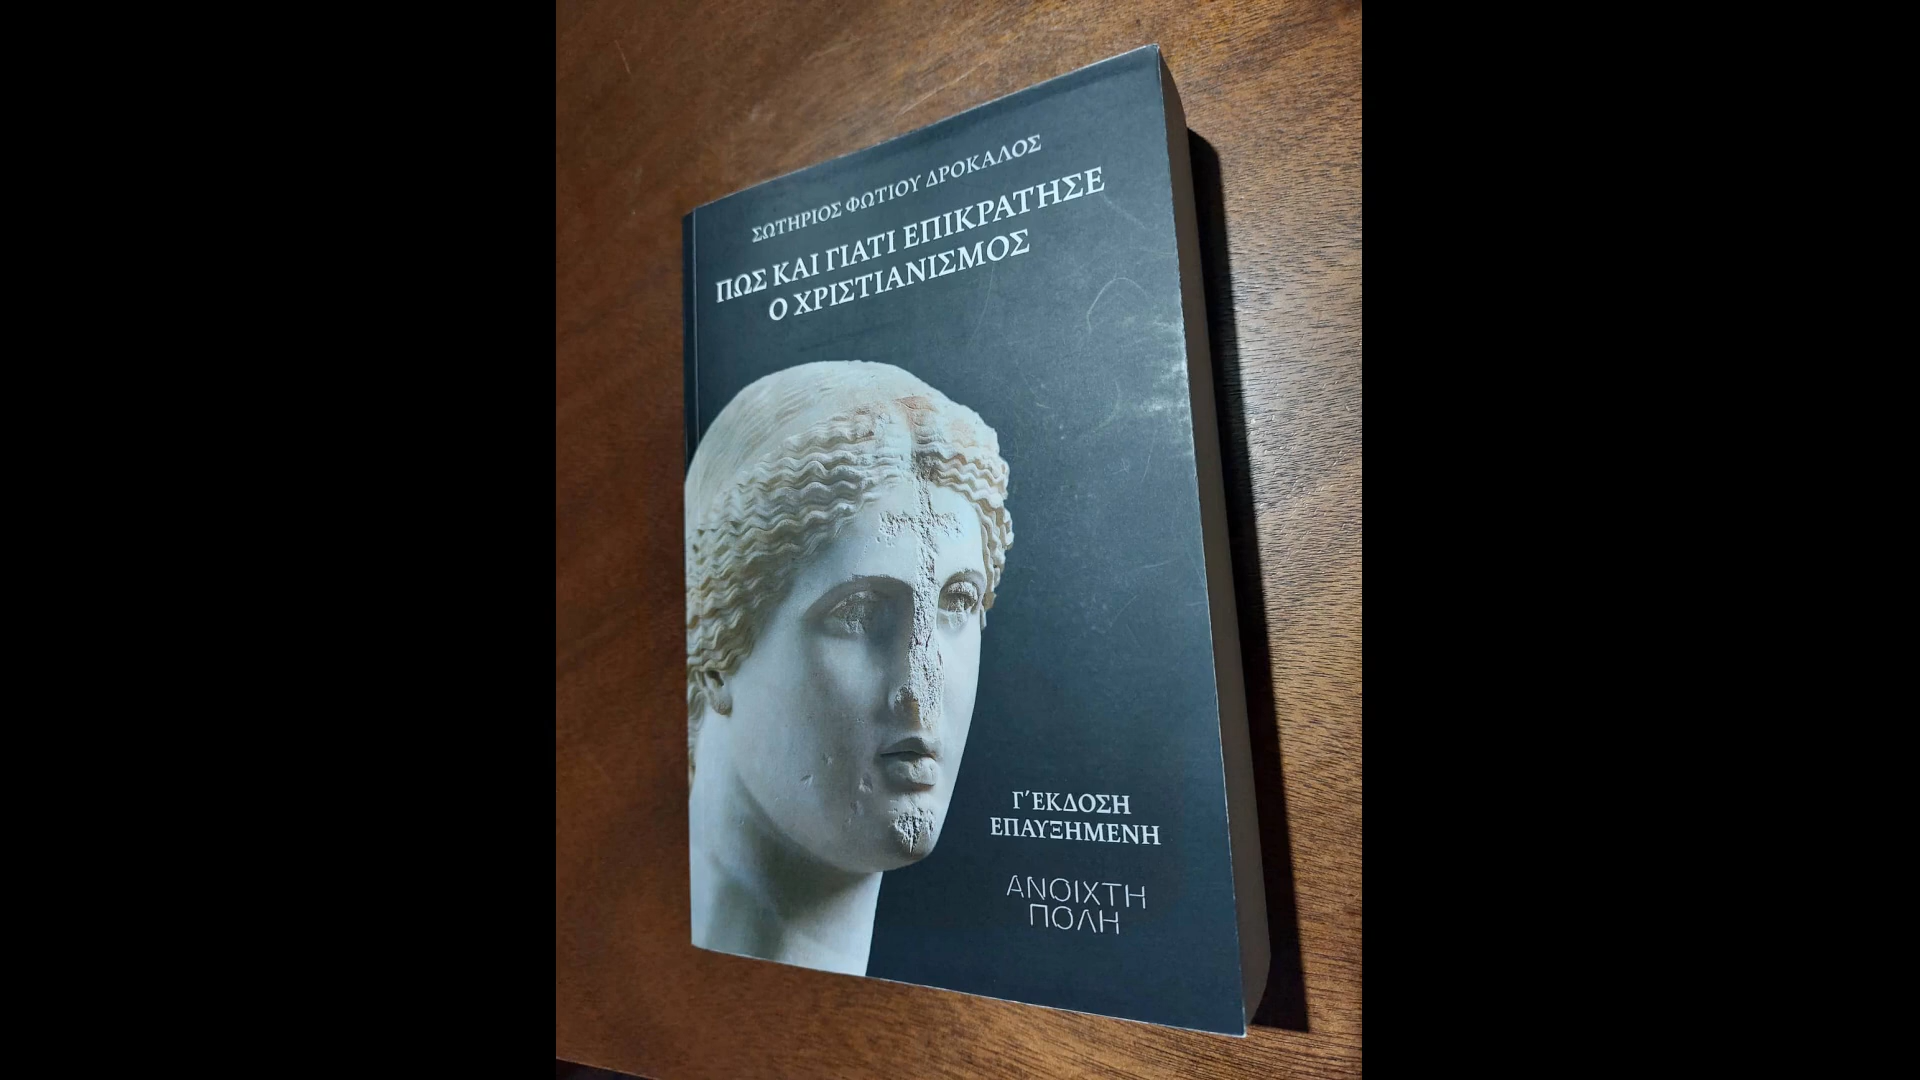 ΣΩΤΗΡΙΟΣ ΦΩΤΙΟΥ ΔΡΟΚΑΛΟΣ
ΠΩΣ ΚΑΙ ΓΙΑΤΙ ΕΠΙΚΡΑΤΗΣΕ
Ο ΧΡΙΣΤΙΑΝΙΣΜΟΣ
Γ΄ΕΚΔΟΣΗ
ΕΠΑΥΞΗΜΕΝΗ
ΑΝΟΙΧΤΗ
ΠΟΛΗ